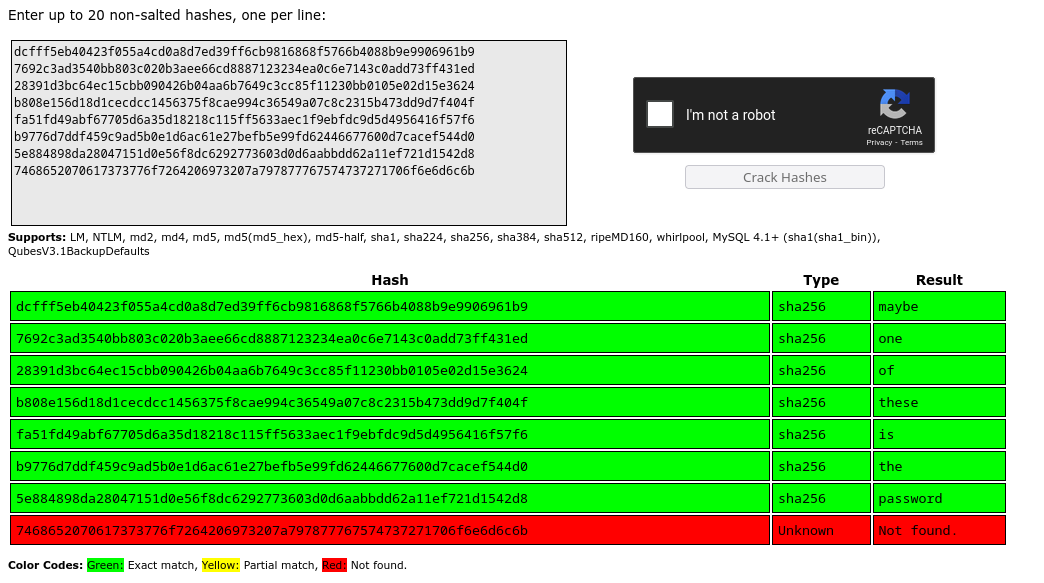 Enter up to 20 non-salted hashes, one per line:
dcfff5eb40423f055a4cd0a8d7ed39ff6cb9816868f5766b4088b9e9906961b9
7692c3ad3540bb803c020b3aee66cd8887123234ea0c6e7143c0add73ff431ed
28391d3bc64ec15cbb090426b04aa6b7649c3cc85f11230bb0105e02d15e3624
b808e156d18d1cecdcc1456375f8cae994c36549a07c8c2315b473dd9d7f404f
fa51fd49abf67705d6a35d18218c115ff5633aec1f9ebfdc9d5d4956416f57f6
b9776d7ddf459c9ad5b0e1d6ac61e27befb5e99fd62446677600d7cacef544d0
5e884898da28047151d0e56f8dc6292773603d0d6aabbdd62a11ef721d1542d8
7468652070617373776f7264206973207a797877767574737271706f6e6d6c6b
I'm not a robot
reCAPTCHA
Privacy - Terms
Crack Hashes
Supports: LM, NTLM, md2, md4, md5, md5(md5_hex), md5-half, sha1, sha224, sha256, sha384, sha512, ripeMD160, whirlpool, MySQL 4.1+ (sha1(sha1_bin)),
QubesV3.1BackupDefaults
Hash Type Result
dcfff5eb40423f055a4cd0a8d7ed39ff6cb9816868f5766b4088b9e9906961b9 sha256 maybe
7692c3ad3540bb803c020b3aee66cd8887123234ea0c6e7143c0add73ff431ed sha256 one
28391d3bc64ec15cbb090426b04aa6b7649c3cc85f11230bb0105e02d15e3624 sha256 of
b808e156d18d1cecdcc1456375f8cae994c36549a07c8c2315b473dd9d7f404f sha256 these
fa51fd49abf67705d6a35d18218c115ff5633aec1f9ebfdc9d5d4956416f57f6 sha256 is
b9776d7ddf459c9ad5b0e1d6ac61e27befb5e99fd62446677600d7cacef544d0 sha256 the
5e884898da28047151d0e56f8dc6292773603d0d6aabbdd62a11ef721d1542d8 sha256 password
7468652070617373776f7264206973207a797877767574737271706f6e6d6c6b Unknown Not found.
Color Codes: Green: Exact match, Yellow: Partial match, Red: Not found.